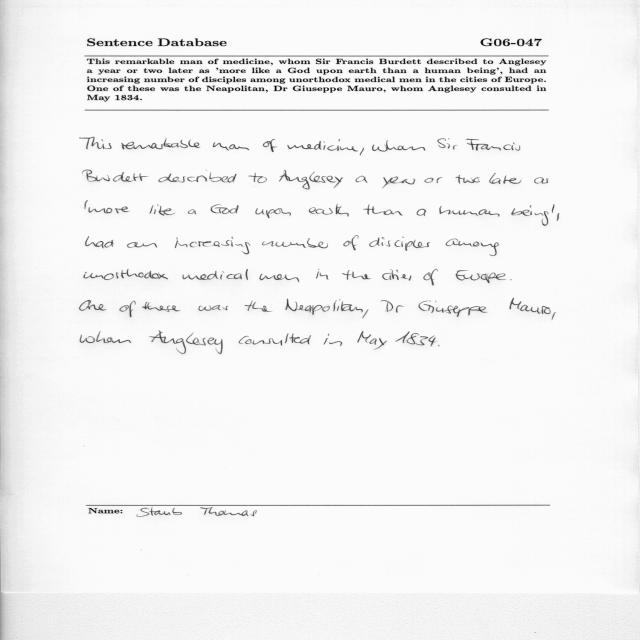 Sentence Database G06-047
This remarkable man of medicine, whom Sir Francis Burdett described to Anglesey
a year or two later as 'more like a God upon earth than a human being', had an
increasing number of disciples among unorthodox medical men in the cities of Europe.
One of these was the Neapolitan, Dr Giuseppe Mauro, whom Anglesey consulted in
May 1834.
This remarkable man of medicine, whom Sir Francis
Burdett described to Anglesey a year or two late as
'more like a God upon earth than a human being',
had an increasing number of disciples among
unorthodox medical men in the cities of Europe.
One of these was the Neapolitan, Dr Giuseppe Mauro,
whom Anglesey consulted in May 1834.
Name: Staub Thomas